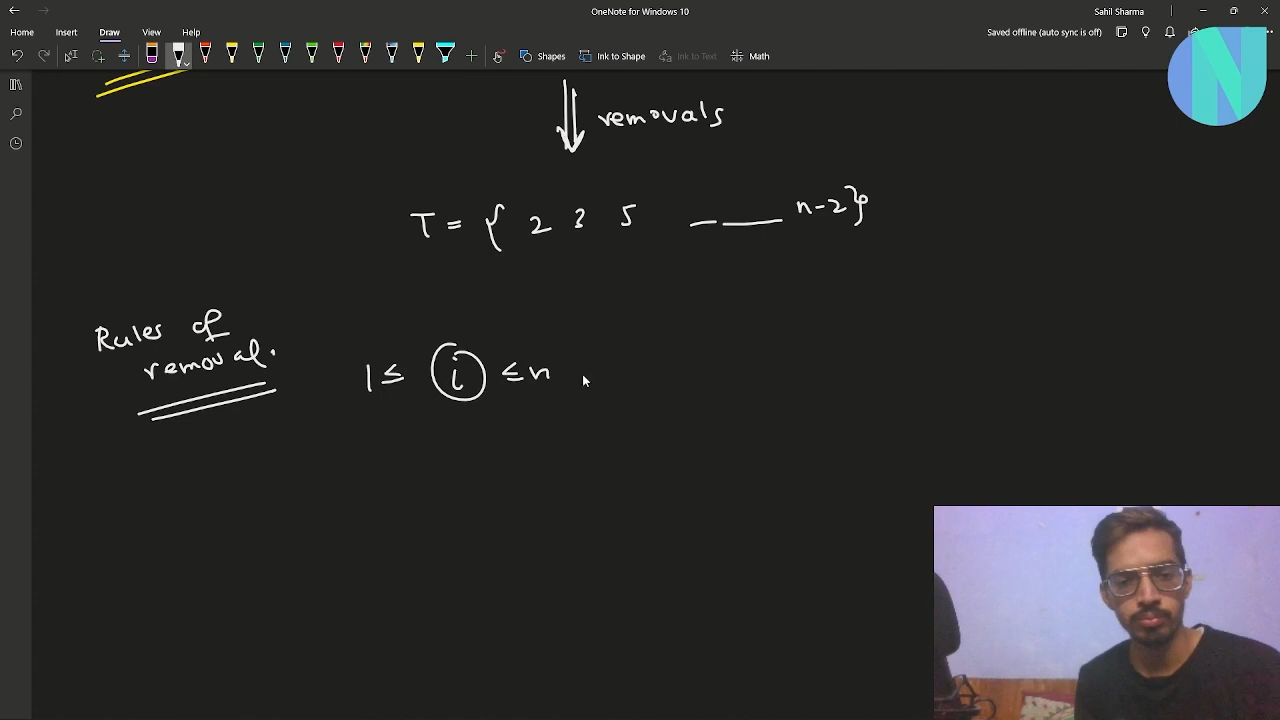 OneNote for Windows 10
Sahil Sharma
Home Insert Draw View Help
Saved offline (auto sync is off)
Shapes Ink to Shape Ink to Text Math
N
removals
T = { 2 3 5 — —— n-2}
Rules of
removal.
1 ≤ i ≤ n